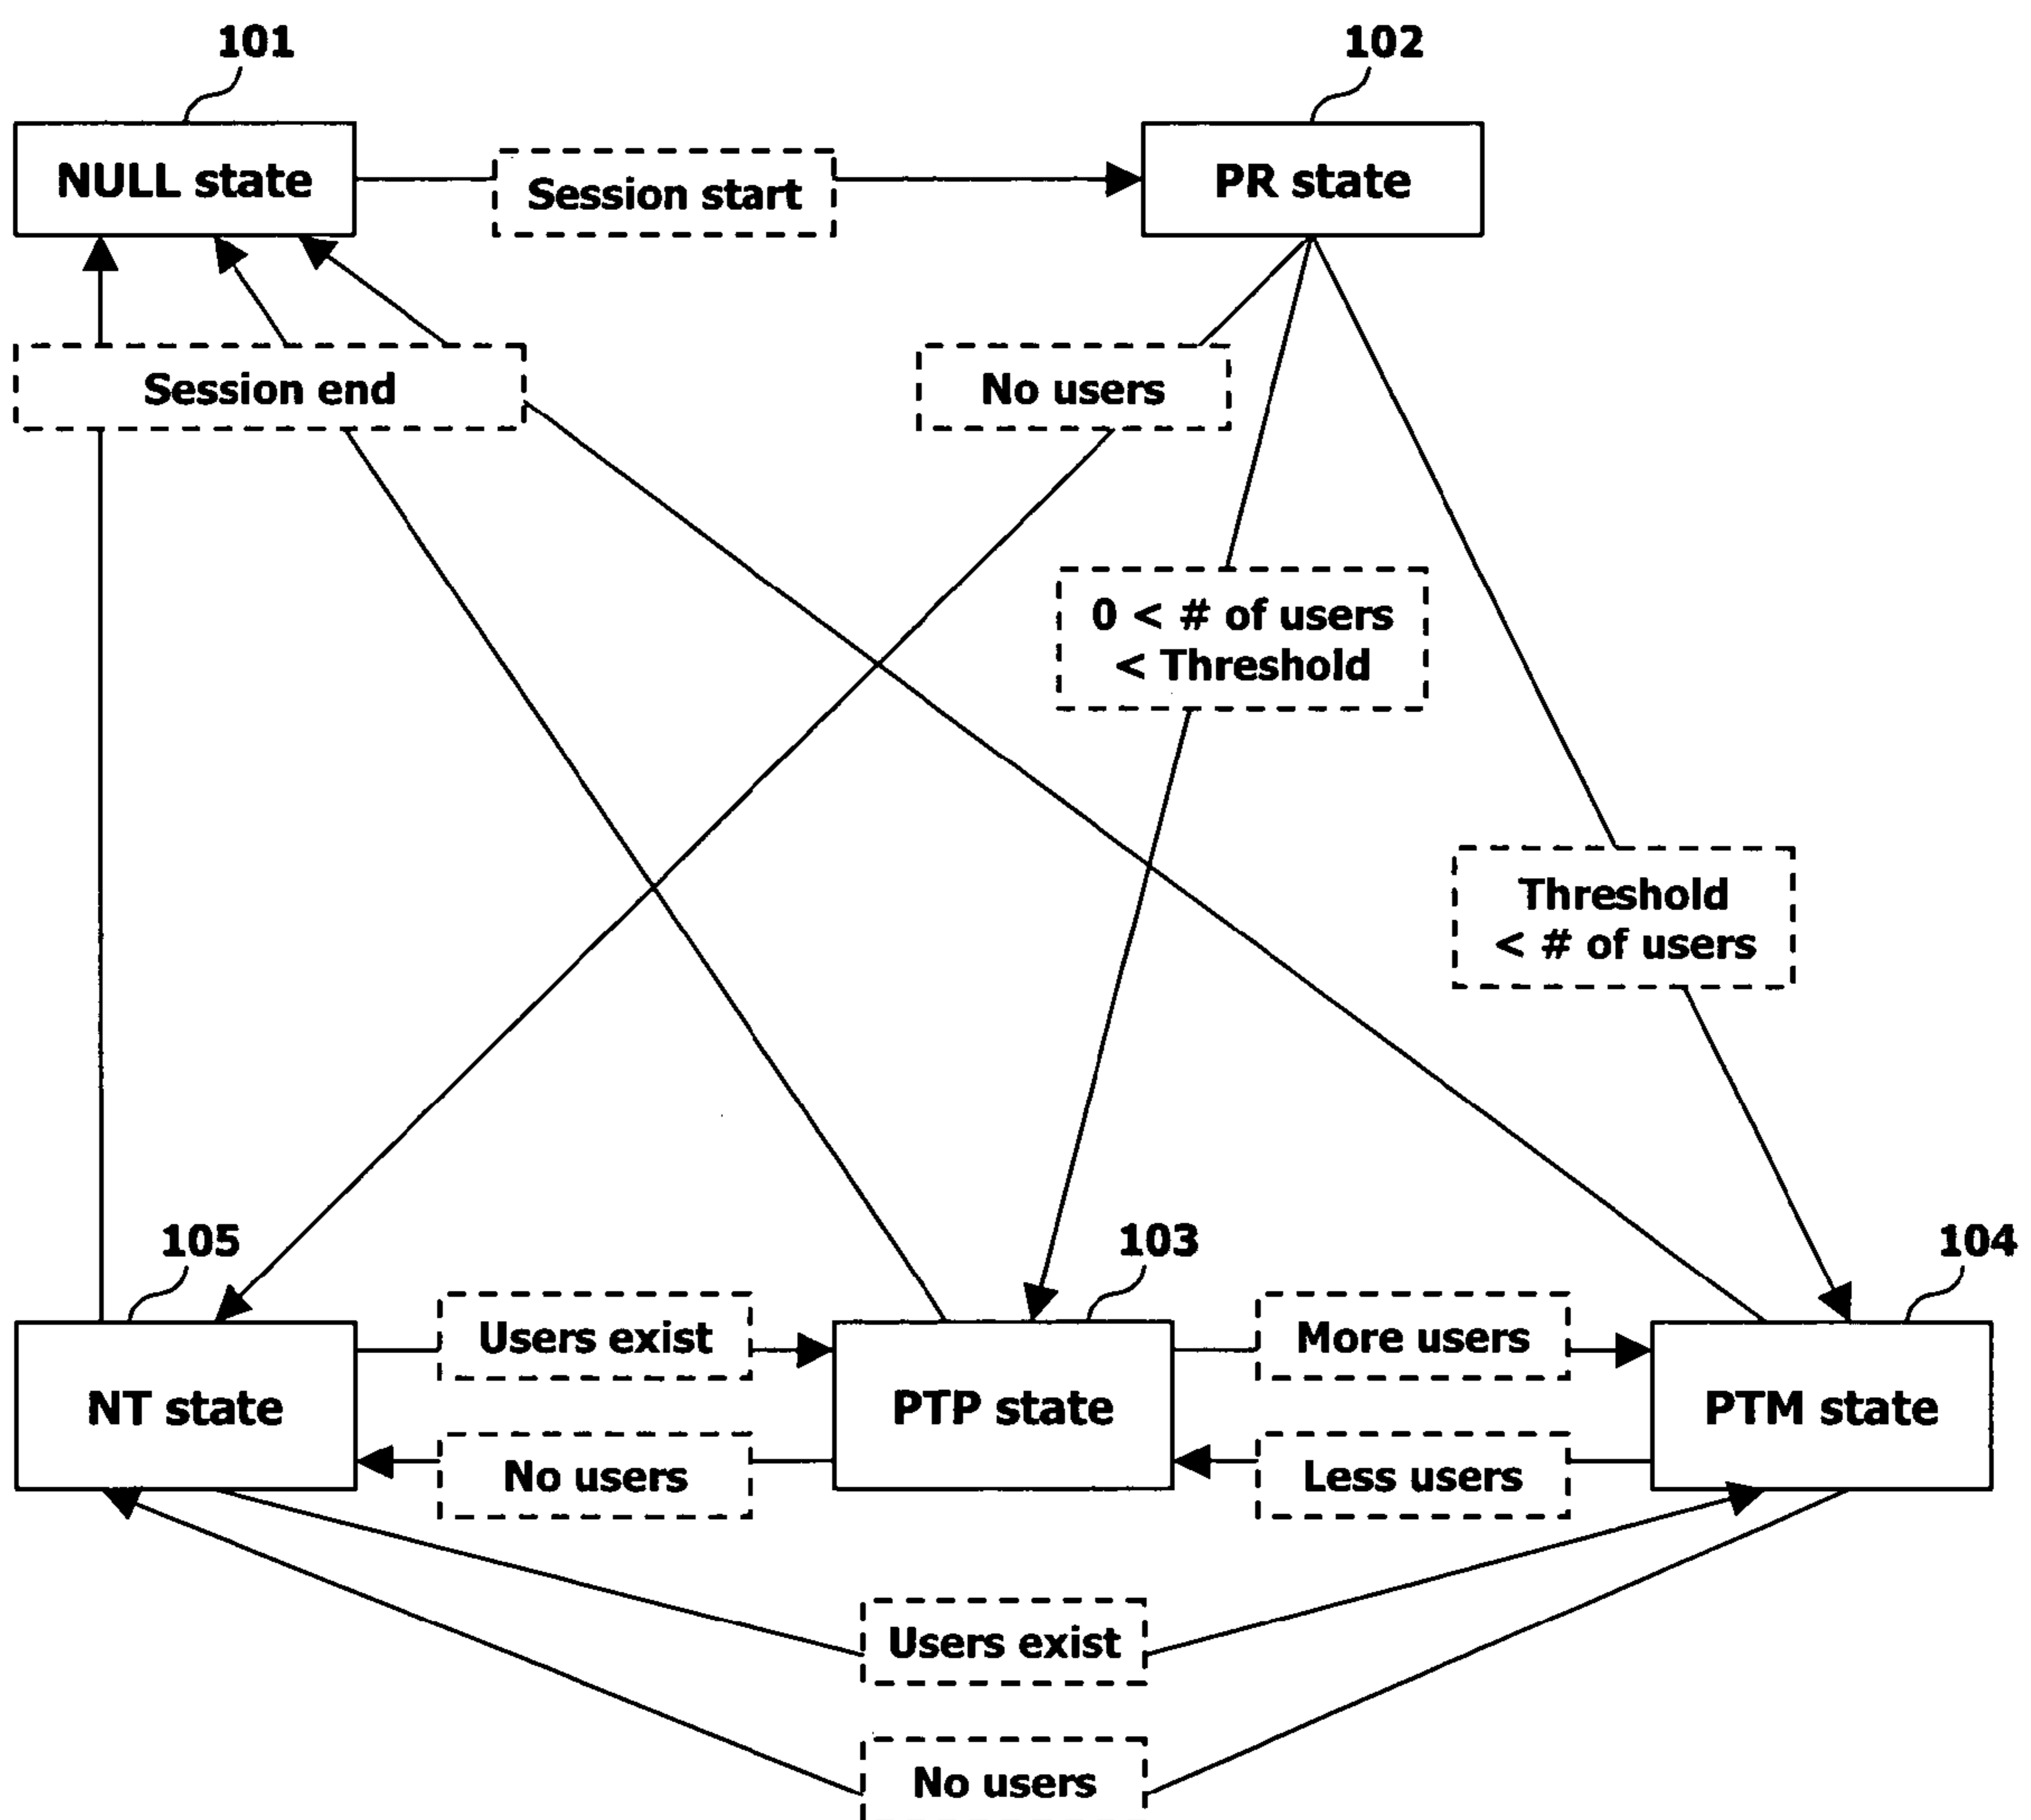 101
102
NULL state
Session start
PR state
Session end
No users
0 < # of users
< Threshold
Threshold
< # of users
105
103
104
Users exist
More users
NT state
PTP state
PTM state
No users
Less users
Users exist
No users